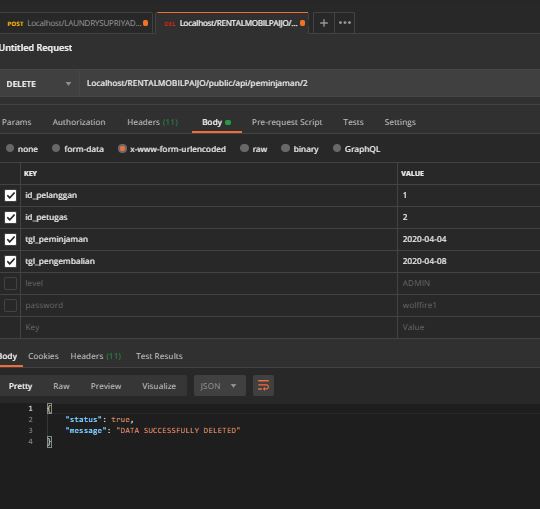 POST Localhost/LAUNDRYSUPRIYAD... DEL Localhost/RENTALMOBILPAIJO/... + •••
Untitled Request
DELETE Localhost/RENTALMOBILPAIJO/public/api/peminjaman/2
Params Authorization Headers (11) Body Pre-request Script Tests Settings
none form-data x-www-form-urlencoded raw binary GraphQL
KEY VALUE
id_pelanggan 1
id_petugas 2
tgl_peminjaman 2020-04-04
tgl_pengembalian 2020-04-08
level ADMIN
password wolffire1
Key Value
Body Cookies Headers (11) Test Results
Pretty Raw Preview Visualize JSON
1 {
2 "status": true,
3 "message": "DATA SUCCESSFULLY DELETED"
4 }